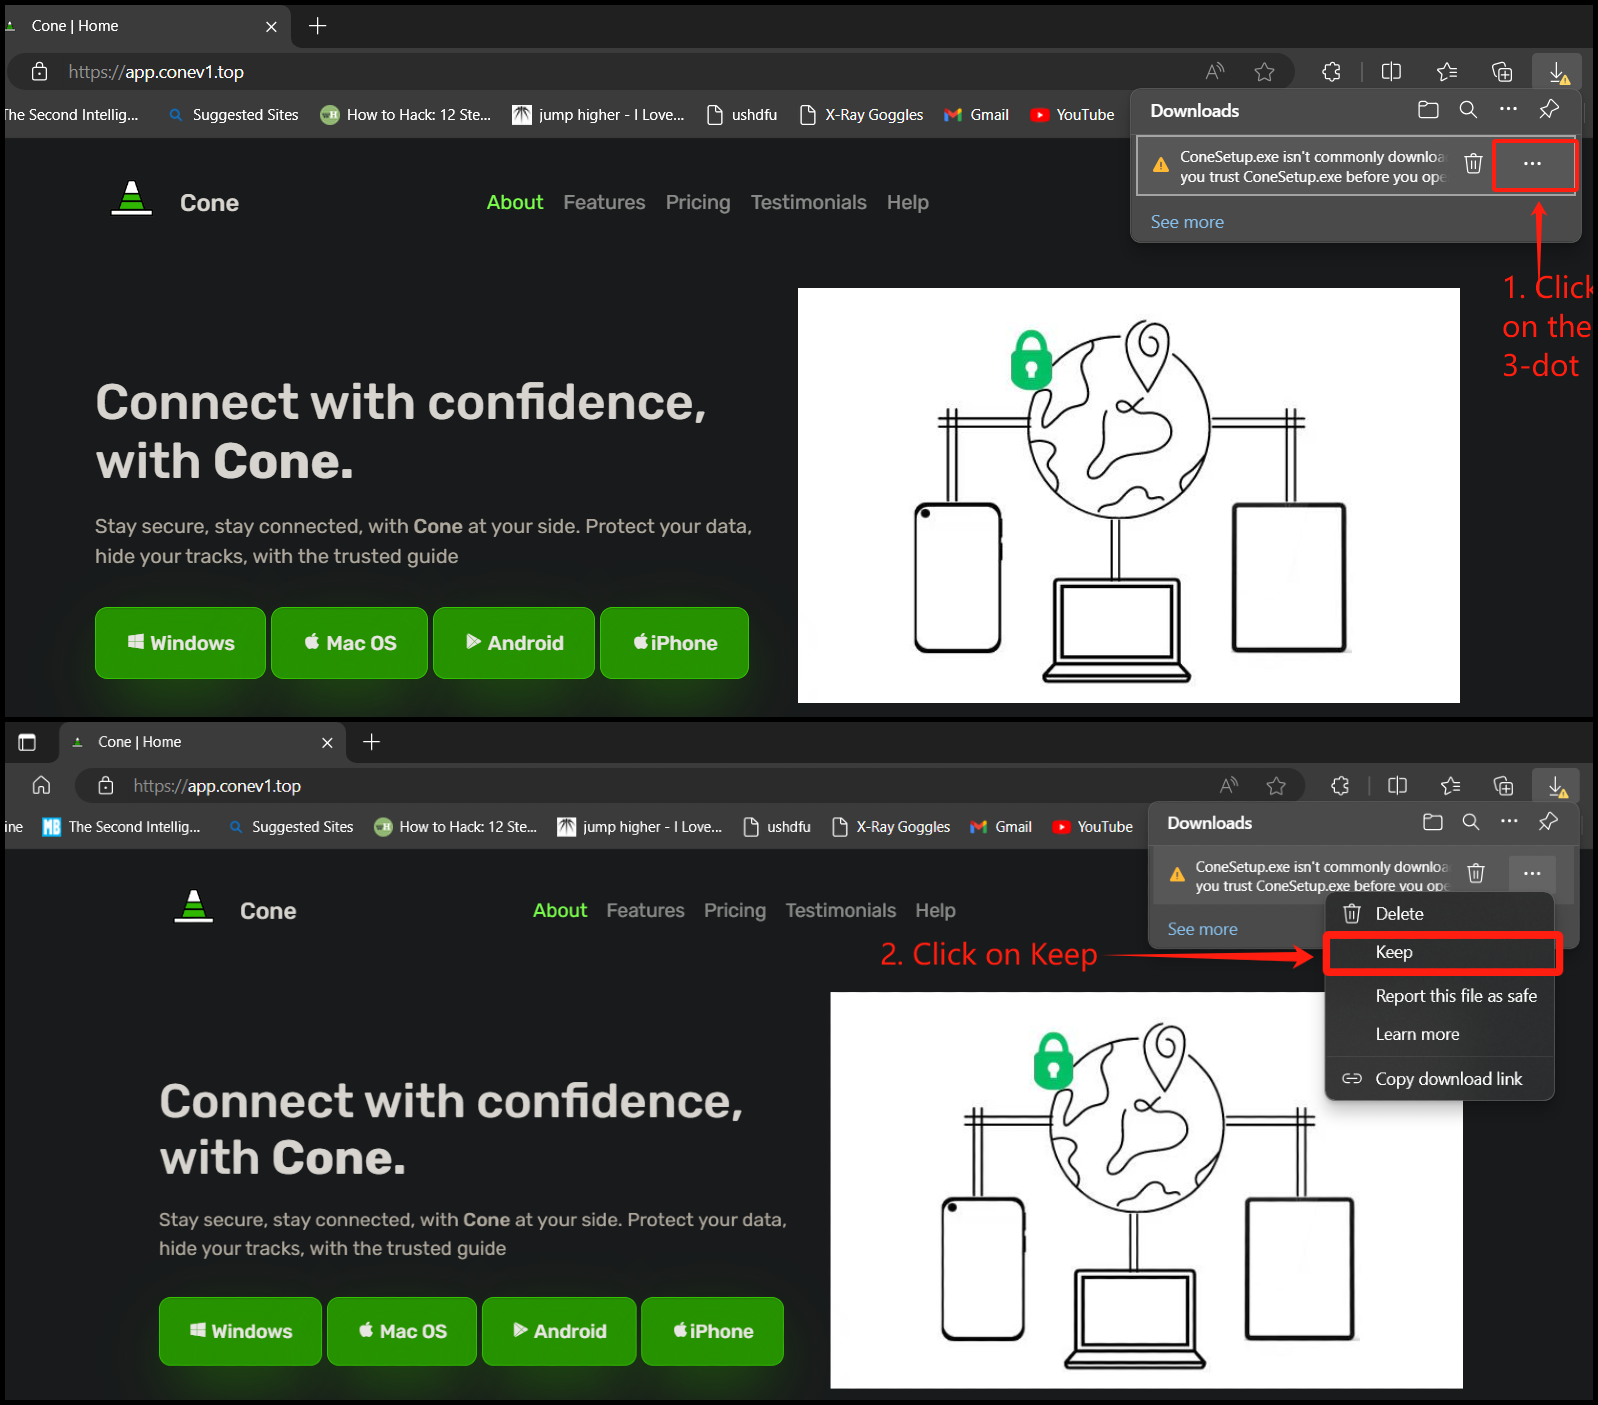 Cone | Home
https://app.conev1.top
The Second Intellig...
Suggested Sites
How to Hack: 12 Ste...
jump higher - I Love...
ushdfu
X-Ray Goggles
Gmail
YouTube
Downloads
ConeSetup.exe isn't commonly downloa
you trust ConeSetup.exe before you ope
See more
Cone
About
Features
Pricing
Testimonials
Help
1. Click
on the
3-dot
Connect with confidence,
with Cone.
Stay secure, stay connected, with Cone at your side. Protect your data,
hide your tracks, with the trusted guide
Windows
Mac OS
Android
iPhone
Cone | Home
https://app.conev1.top
ine
MB
The Second Intellig...
Suggested Sites
How to Hack: 12 Ste...
jump higher - I Love...
ushdfu
X-Ray Goggles
Gmail
YouTube
Downloads
ConeSetup.exe isn't commonly downloa
you trust ConeSetup.exe before you ope
See more
Delete
Keep
Report this file as safe
Learn more
Copy download link
Cone
About
Features
Pricing
Testimonials
Help
2. Click on Keep
Connect with confidence,
with Cone.
Stay secure, stay connected, with Cone at your side. Protect your data,
hide your tracks, with the trusted guide
Windows
Mac OS
Android
iPhone